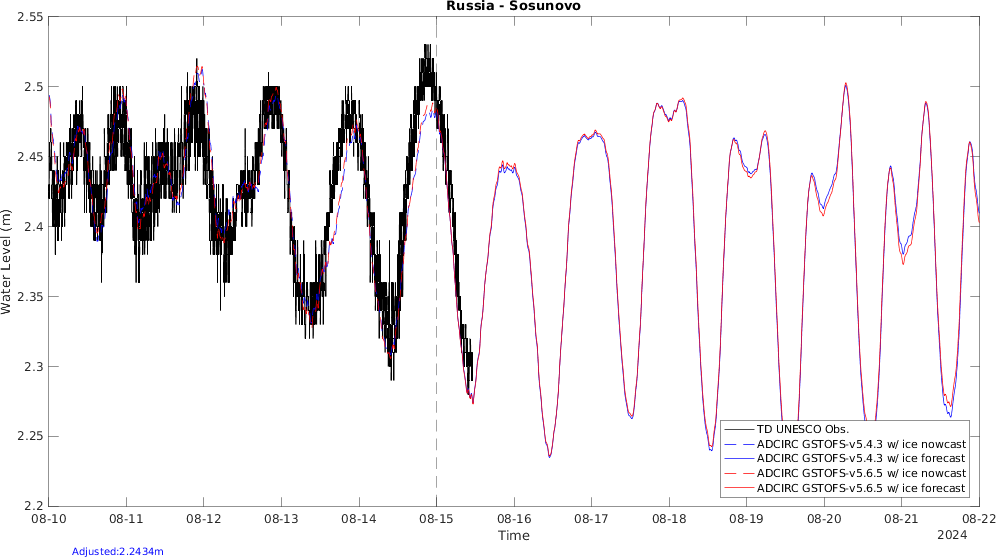 Russia - Sosunovo
2.55
2.5
2.45
2.4
2.35
2.3
2.25
2.2
Water Level (m)
TD UNESCO Obs.
ADCIRC GSTOFS-v5.4.3 w/ ice nowcast
ADCIRC GSTOFS-v5.4.3 w/ ice forecast
ADCIRC GSTOFS-v5.6.5 w/ ice nowcast
ADCIRC GSTOFS-v5.6.5 w/ ice forecast
08-10 08-11 08-12 08-13 08-14 08-15 08-16 08-17 08-18 08-19 08-20 08-21 08-22
Time
2024
Adjusted:2.2434m